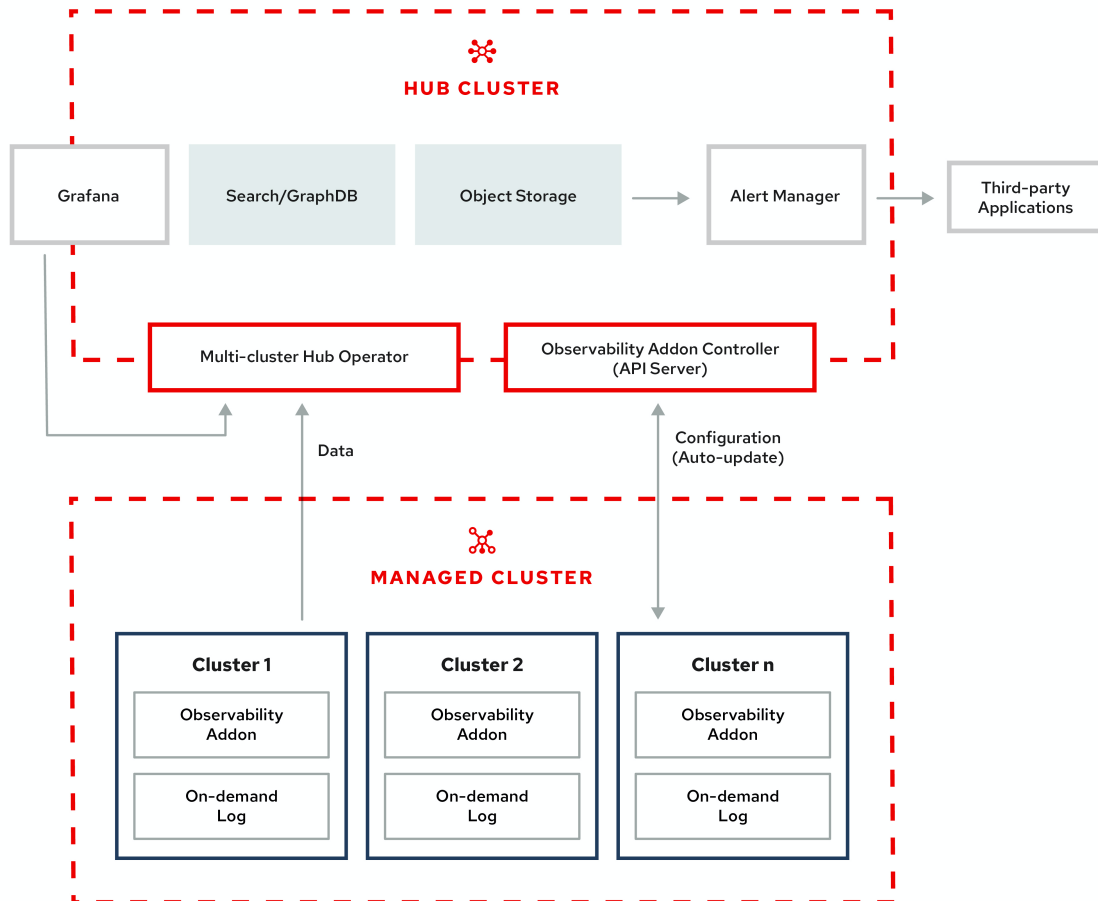 HUB CLUSTER
Grafana
Search/GraphDB
Object Storage
Alert Manager
Third-party
Applications
Multi-cluster Hub Operator
Observability Addon Controller
(API Server)
Data
Configuration
(Auto-update)
MANAGED CLUSTER
Cluster 1
Observability
Addon
On-demand
Log
Cluster 2
Observability
Addon
On-demand
Log
Cluster n
Observability
Addon
On-demand
Log